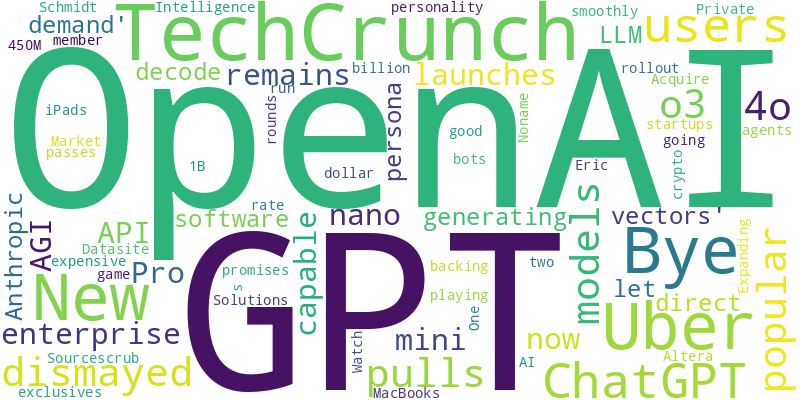 Schmidt
Intelligence
personality
smoothly
Private
demand'
TechCrunch
users
450M
member
LLM
decode
remains
billion
launches
rollout
Acquire
OpenAI
run
iPads
rounds
persona
good
Noname
o3
4o
startups
agents
Market
going
passes
1B
bots
Eric
crypto
dollar
Anthropic
rate
nano
generating
models
vectors'
AGI
API
software
capable
GPT
Bye
Expanding
popular
Datasite
expensive
game
Pro
promises
backing
two
let
s
New
Solutions
playing
direct
One
Uber
enterprise
mini
now
Sourcescrub
Watch
AI
Altera
dismayed
pulls
ChatGPT
exclusives
MacBooks